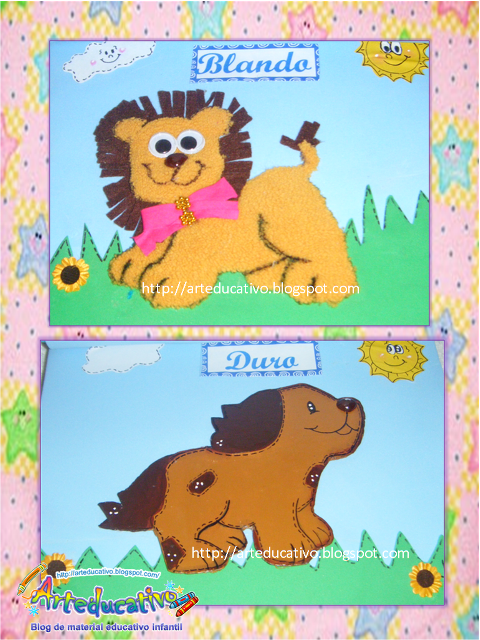 Blando
http://arteducativo.blogspot.com
Duro
http://arteducativo.blogspot.com
http://arteducativo.blogspot.com/
Arteducativo
Blog de material educativo infantil